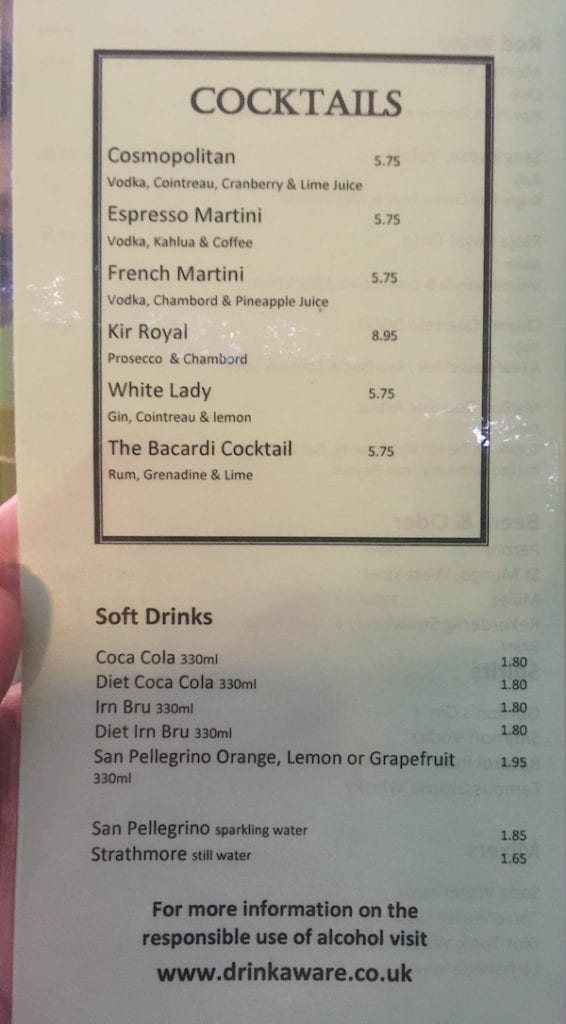 COCKTAILS
Cosmopolitan 5.75
Vodka, Cointreau, Cranberry & Lime Juice
Espresso Martini 5.75
Vodka, Kahlua & Coffee
French Martini 5.75
Vodka, Chambord & Pineapple Juice
Kir Royal 8.95
Prosecco & Chambord
White Lady 5.75
Gin, Cointreau & lemon
The Bacardi Cocktail 5.75
Rum, Grenadine & Lime
Soft Drinks
Coca Cola 330ml 1.80
Diet Coca Cola 330ml 1.80
Irn Bru 330ml 1.80
Diet Irn Bru 330ml 1.80
San Pellegrino Orange, Lemon or Grapefruit 1.95
330ml
San Pellegrino sparkling water 1.85
Strathmore still water 1.65
For more information on the
responsible use of alcohol visit
www.drinkaware.co.uk